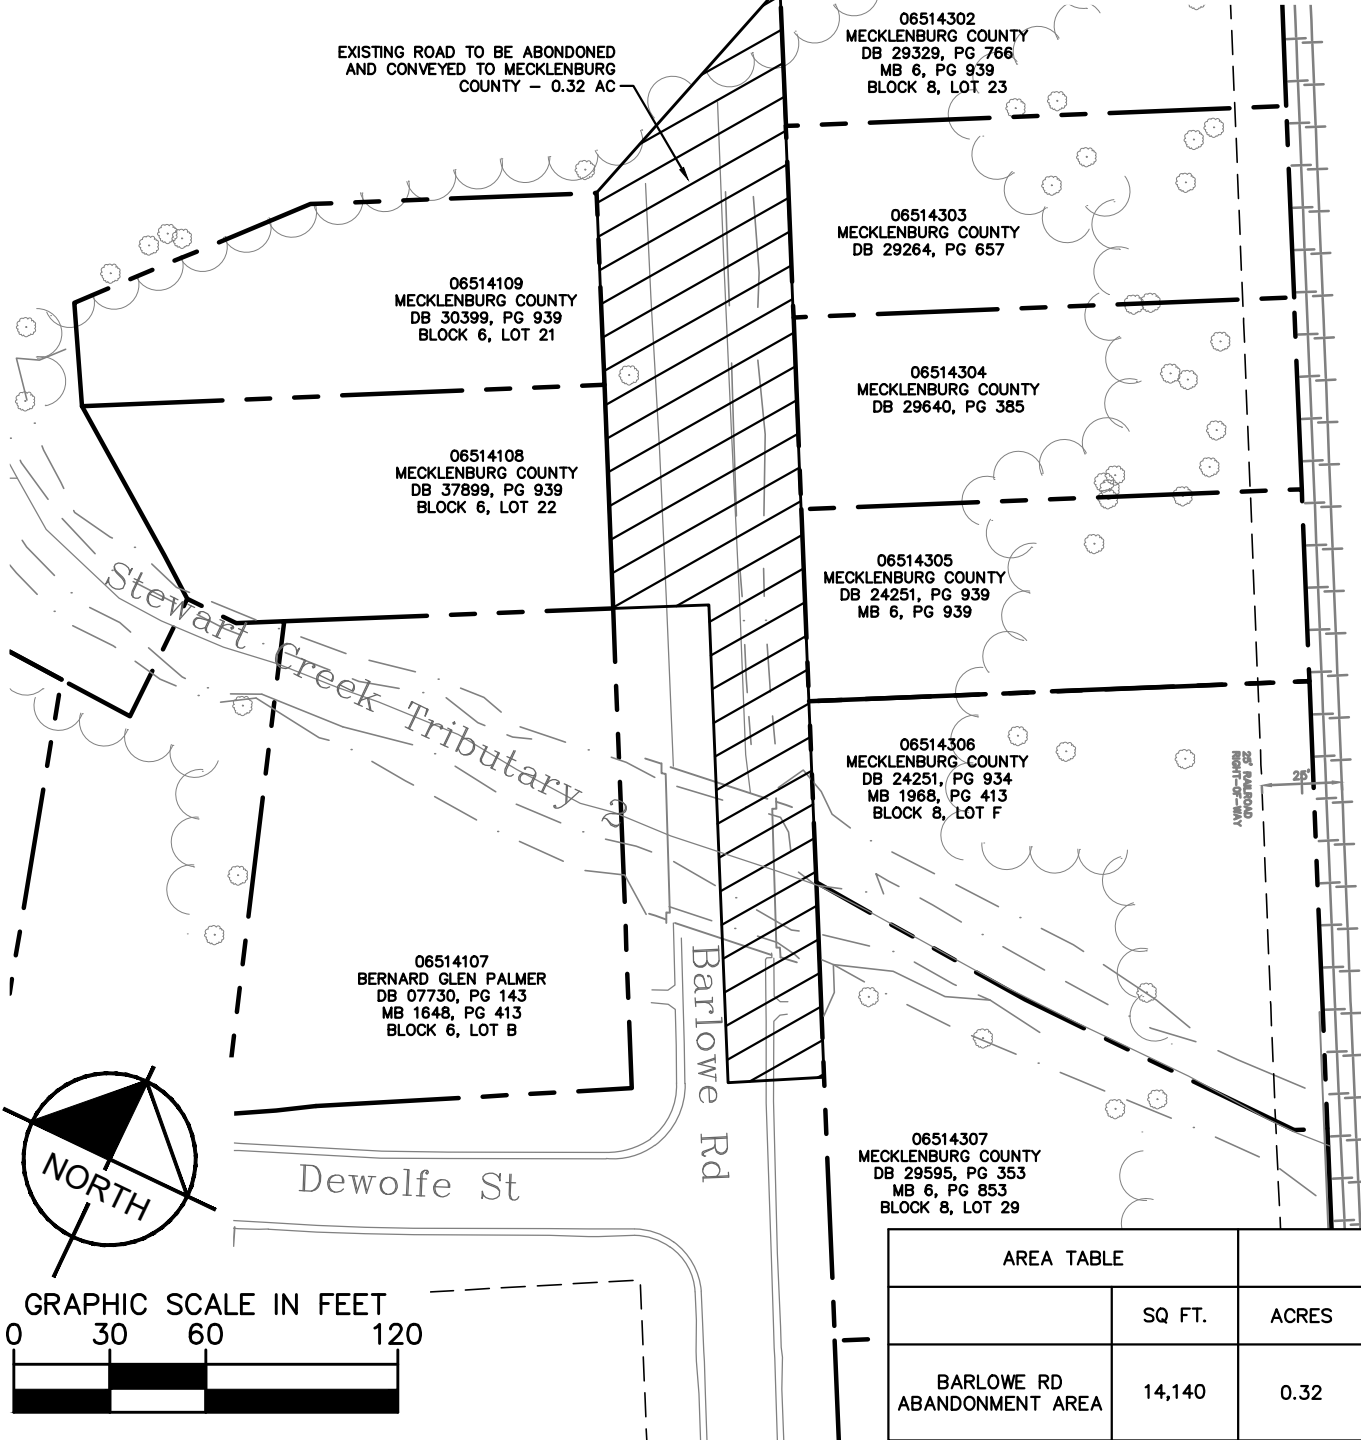 06514302
MECKLENBURG COUNTY
DB 29329, PG 766
MB 6, PG 939
BLOCK 8, LOT 23
EXISTING ROAD TO BE ABONDONED
AND CONVEYED TO MECKLENBURG
COUNTY – 0.32 AC
06514303
MECKLENBURG COUNTY
DB 29264, PG 657
06514109
MECKLENBURG COUNTY
DB 30399, PG 939
BLOCK 6, LOT 21
06514304
MECKLENBURG COUNTY
DB 29640, PG 385
06514108
MECKLENBURG COUNTY
DB 37899, PG 939
BLOCK 6, LOT 22
06514305
MECKLENBURG COUNTY
DB 24251, PG 939
MB 6, PG 939
Stewart Creek Tributary 2
06514306
MECKLENBURG COUNTY
DB 24251, PG 934
MB 1968, PG 413
BLOCK 8, LOT F
25' RAILROAD
RIGHT-OF-WAY
25'
06514107
BERNARD GLEN PALMER
DB 07730, PG 143
MB 1648, PG 413
BLOCK 6, LOT B
Barlowe Rd
Dewolfe St
NORTH
06514307
MECKLENBURG COUNTY
DB 29595, PG 353
MB 6, PG 853
BLOCK 8, LOT 29
GRAPHIC SCALE IN FEET
0 30 60 120
AREA TABLE
SQ FT. ACRES
BARLOWE RD
ABANDONMENT AREA 14,140 0.32